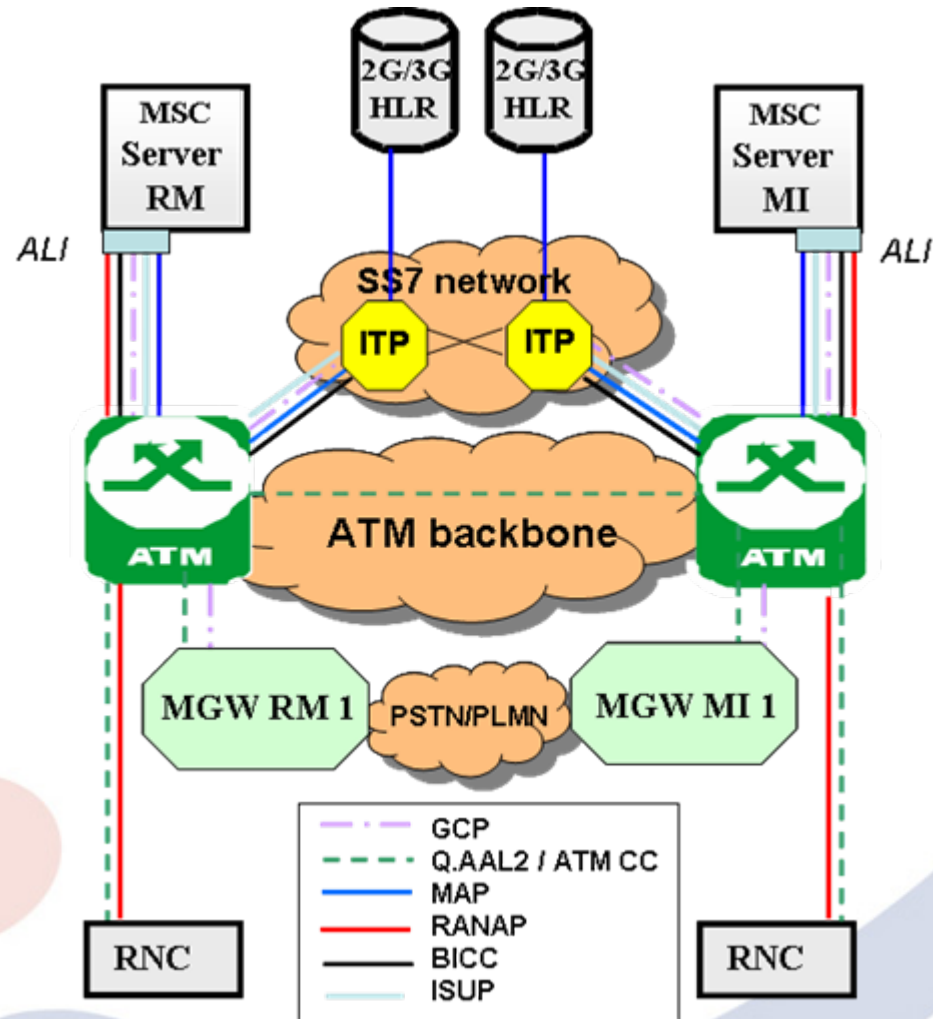 2G/3G
HLR
2G/3G
HLR
MSC
Server
RM
MSC
Server
MI
ALI
ALI
SS7 network
ITP
ITP
ATM backbone
ATM
ATM
MGW RM 1
PSTN/PLMN
MGW MI 1
GCP
Q.AAL2 / ATM CC
MAP
RANAP
BICC
ISUP
RNC
RNC